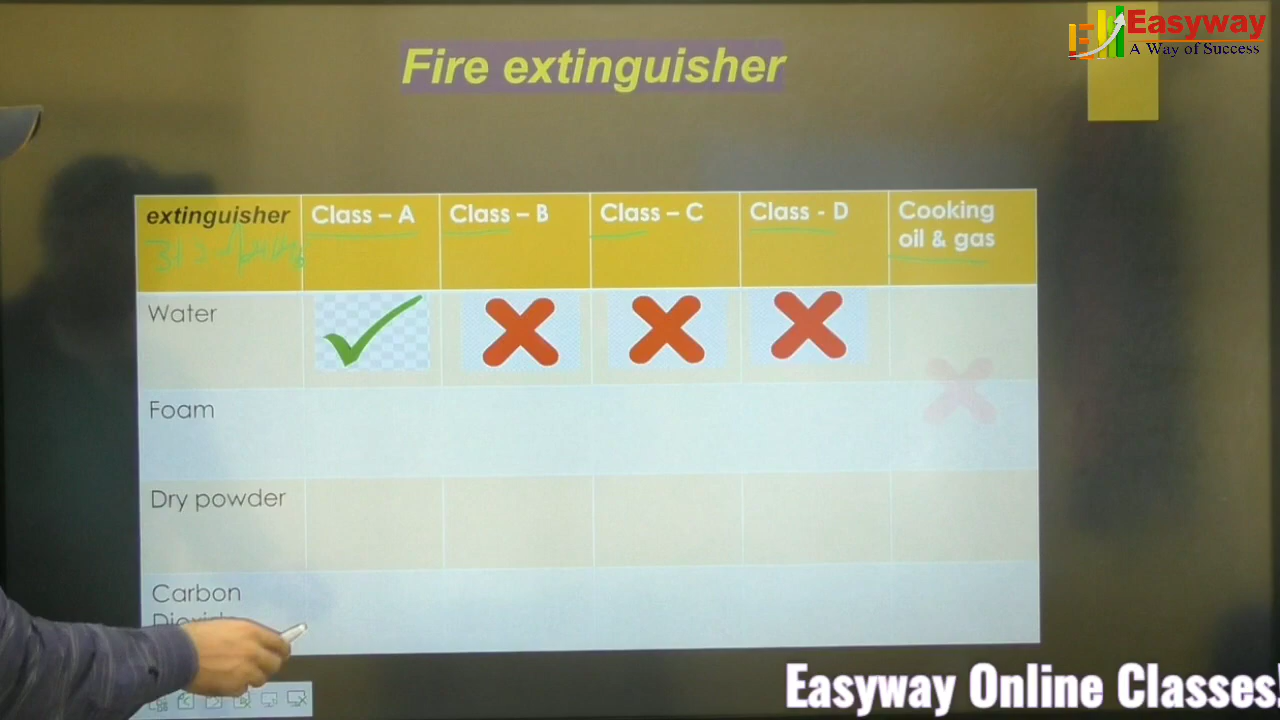 Easyway
A Way of Success
Fire extinguisher
extinguisher
Class – A
Class – B
Class – C
Class - D
Cooking
oil & gas
Water
Foam
Dry powder
Carbon
Easyway Online Classes!